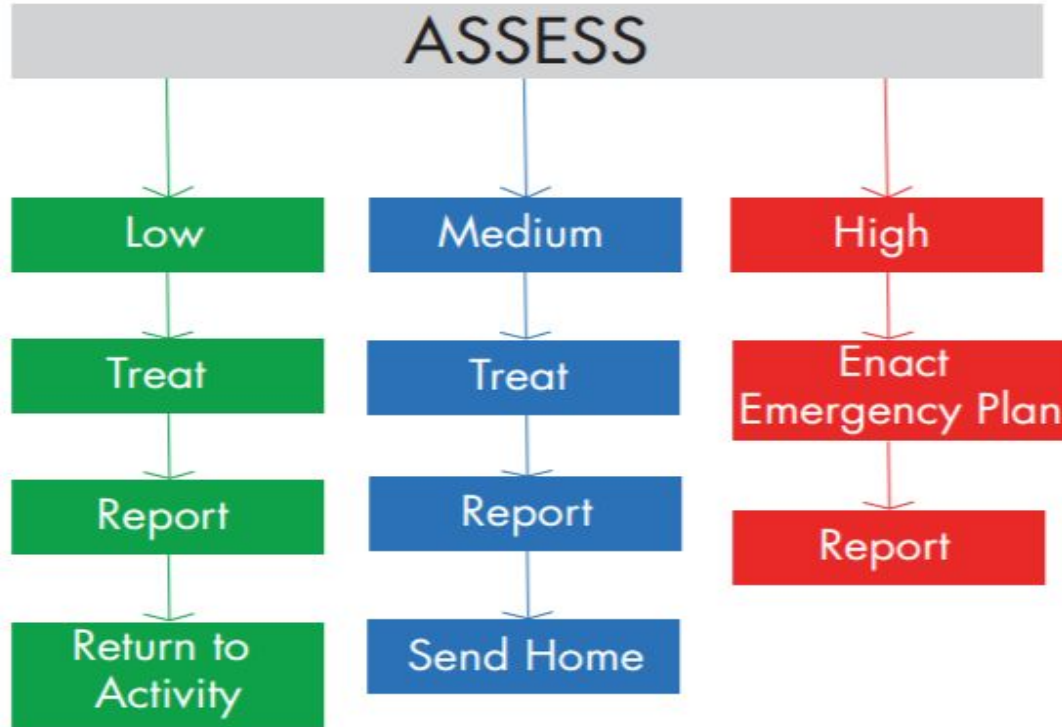 ASSESS
Low
Medium
High
Treat
Treat
Enact
Emergency Plan
Report
Report
Report
Return to
Activity
Send Home